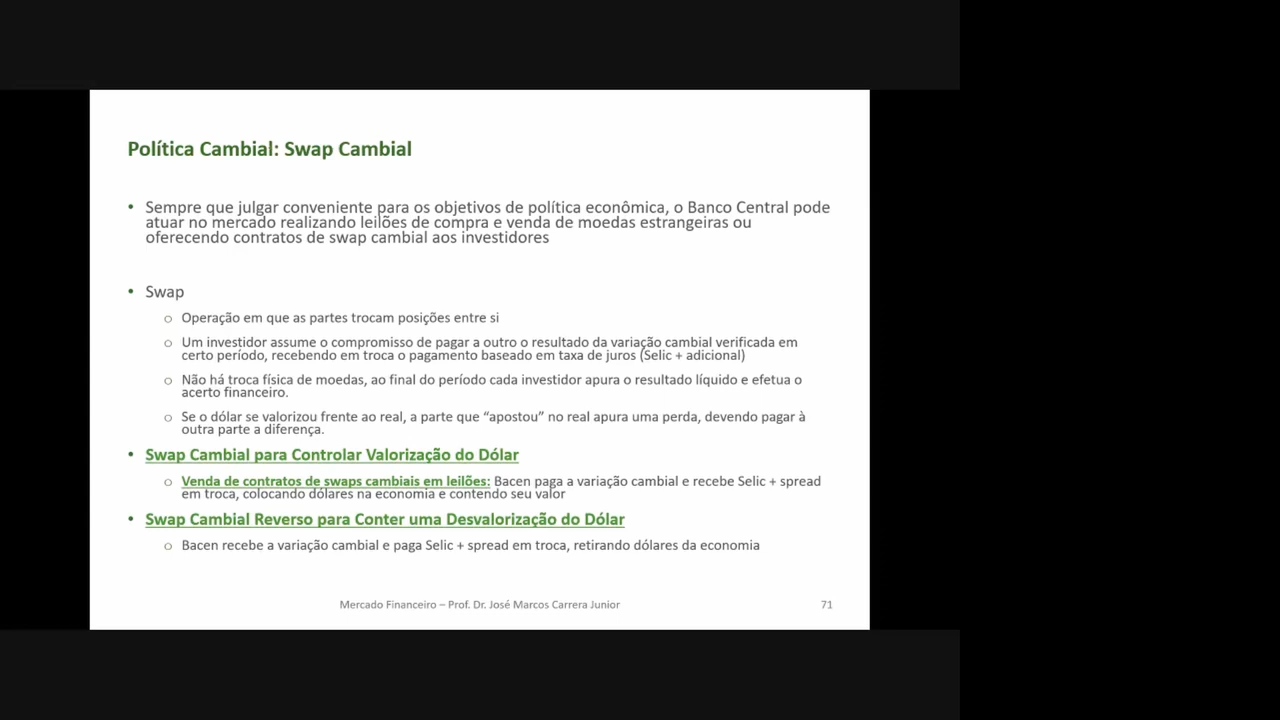 Política Cambial: Swap Cambial
• Sempre que julgar conveniente para os objetivos de política econômica, o Banco Central pode
atuar no mercado realizando leilões de compra e venda de moedas estrangeiras ou
oferecendo contratos de swap cambial aos investidores
• Swap
o Operação em que as partes trocam posições entre si
o Um investidor assume o compromisso de pagar a outro o resultado da variação cambial verificada em
certo período, recebendo em troca o pagamento baseado em taxa de juros (Selic + adicional)
o Não há troca física de moedas, ao final do período cada investidor apura o resultado líquido e efetua o
acerto financeiro.
o Se o dólar se valorizou frente ao real, a parte que “apostou” no real apura uma perda, devendo pagar à
outra parte a diferença.
• Swap Cambial para Controlar Valorização do Dólar
o Venda de contratos de swaps cambiais em leilões: Bacen paga a variação cambial e recebe Selic + spread
em troca, colocando dólares na economia e contendo seu valor
• Swap Cambial Reverso para Conter uma Desvalorização do Dólar
o Bacen recebe a variação cambial e paga Selic + spread em troca, retirando dólares da economia
Mercado Financeiro – Prof. Dr. José Marcos Carrera Junior
71